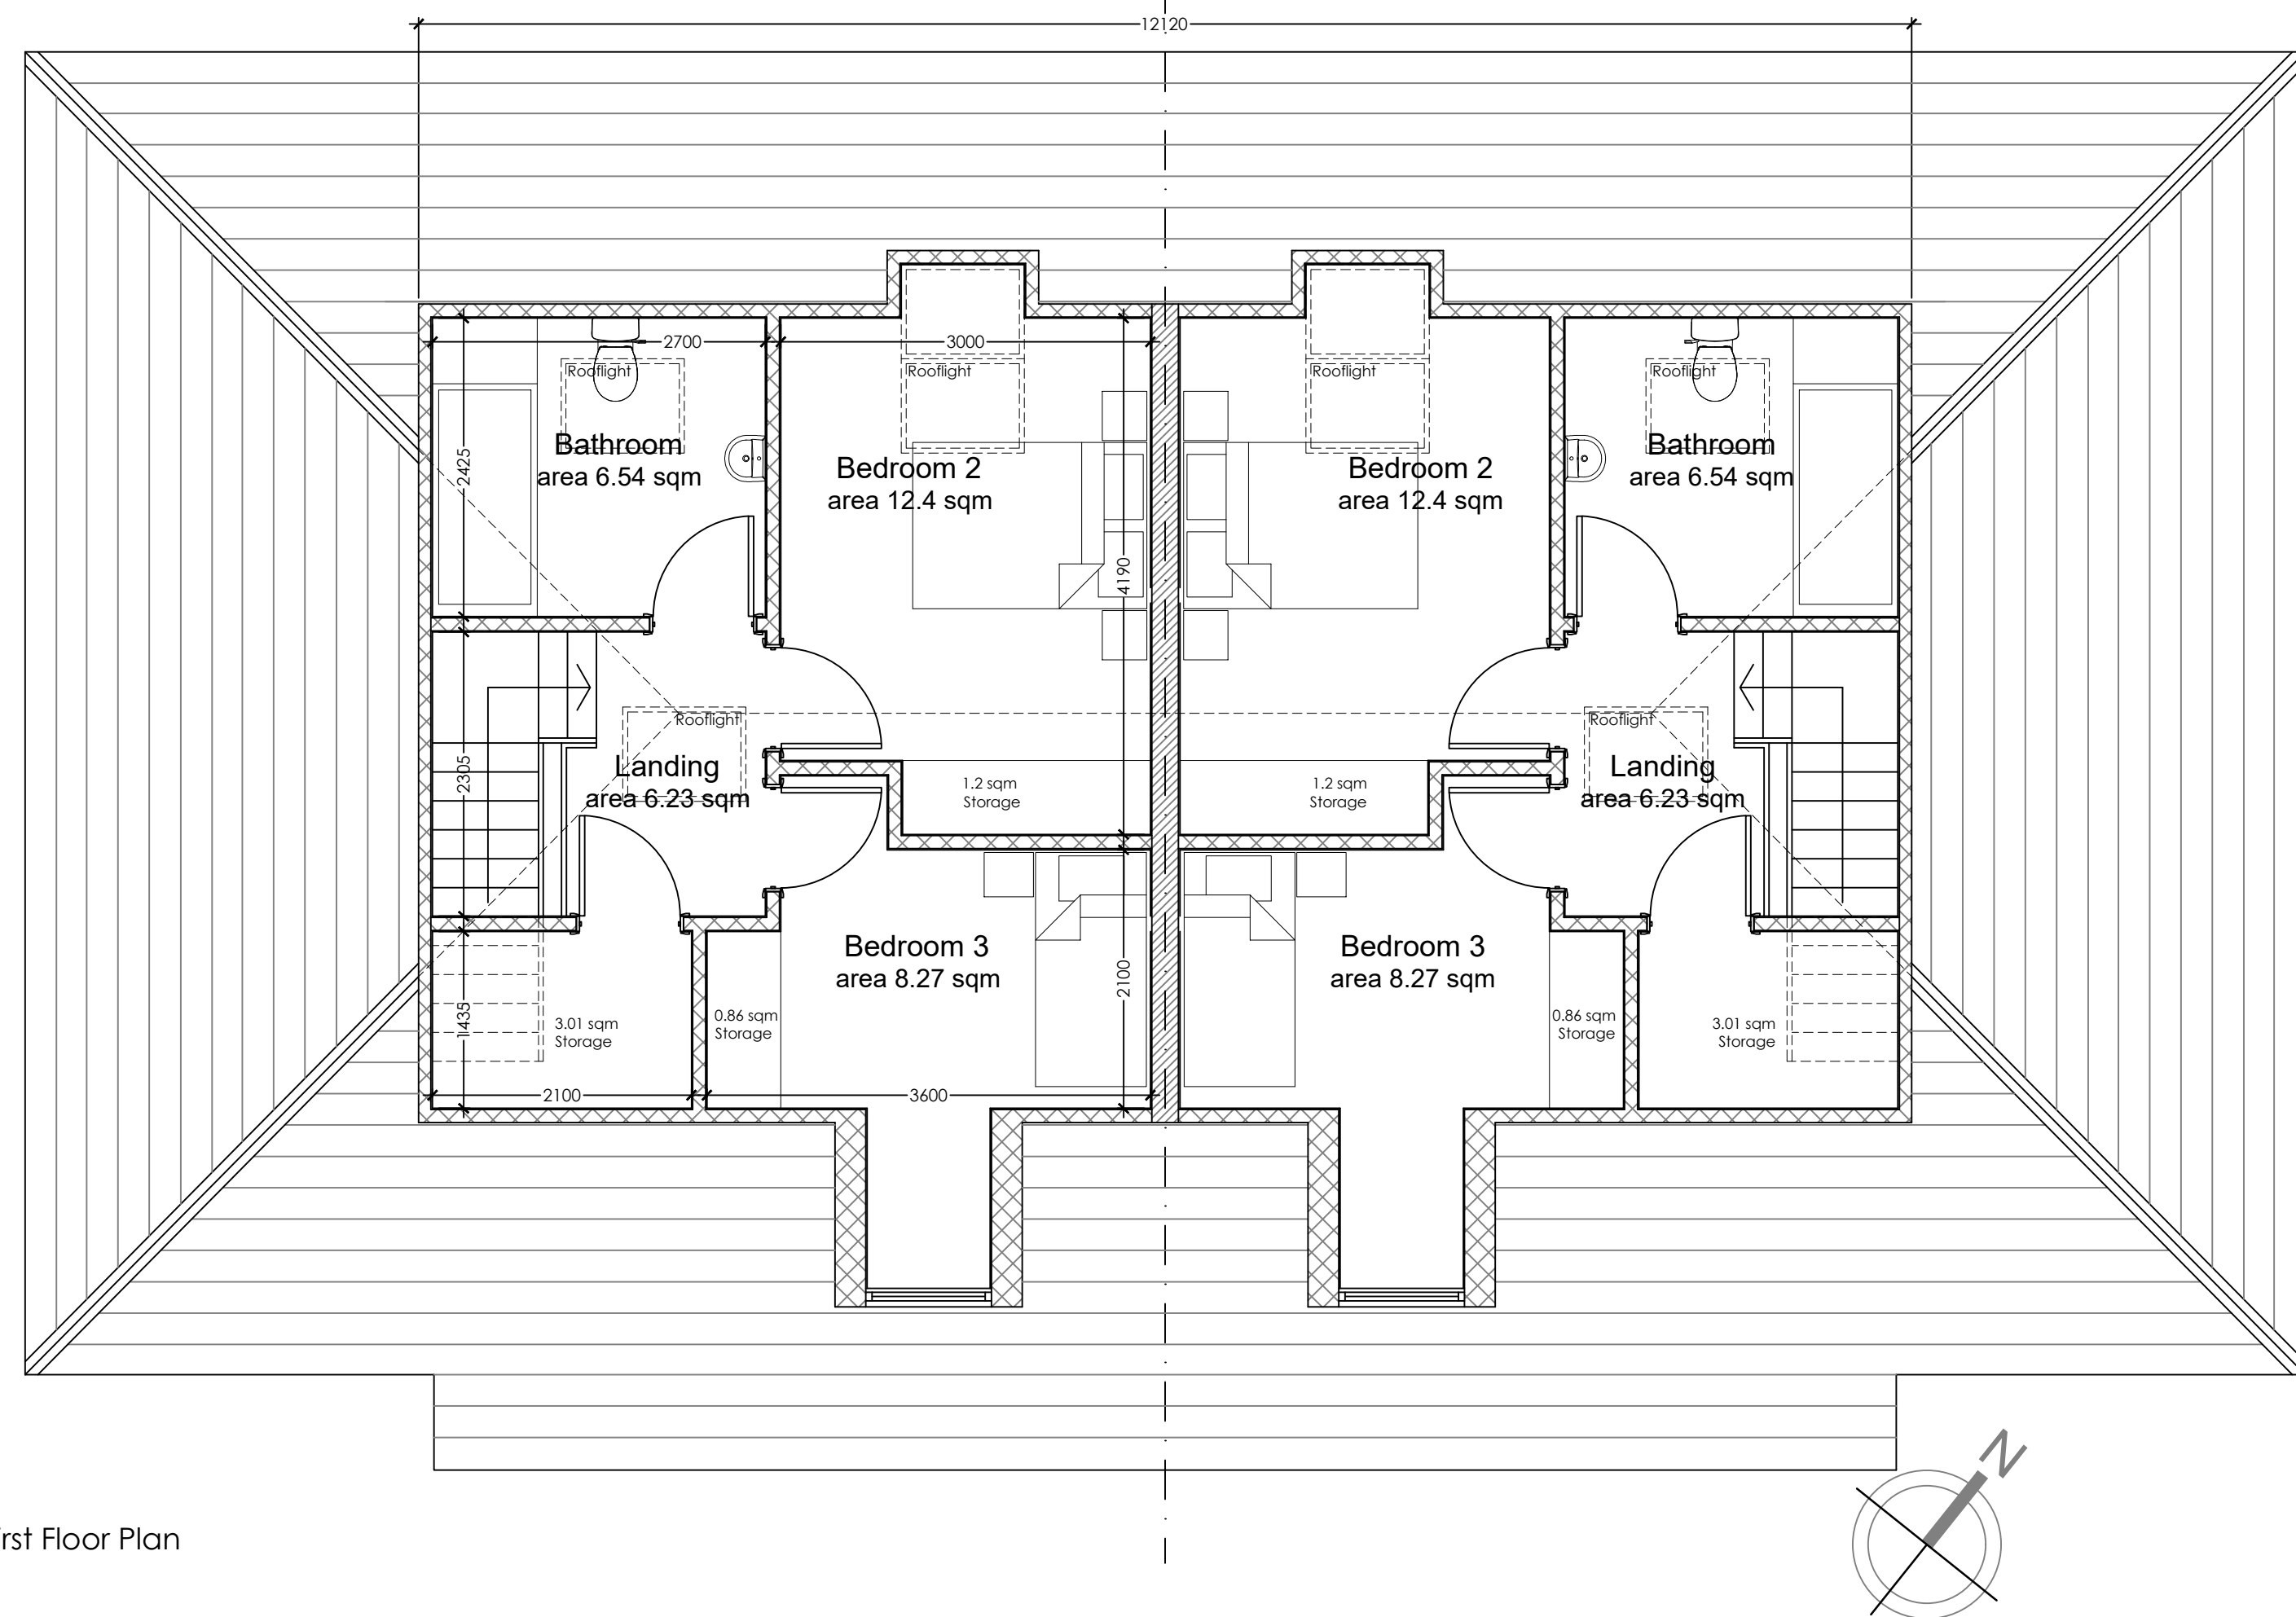 12120
2700
3000
Rooflight
Rooflight
Rooflight
Rooflight
Bathroom
area 6.54 sqm
2425
Bedroom 2
area 12.4 sqm
4190
Bedroom 2
area 12.4 sqm
Bathroom
area 6.54 sqm
Rooflight
Rooflight
Landing
area 6.23 sqm
2305
1.2 sqm
Storage
1.2 sqm
Storage
Landing
area 6.23 sqm
Bedroom 3
area 8.27 sqm
2100
Bedroom 3
area 8.27 sqm
1435
3.01 sqm
Storage
0.86 sqm
Storage
0.86 sqm
Storage
3.01 sqm
Storage
2100
3600
N
rst Floor Plan